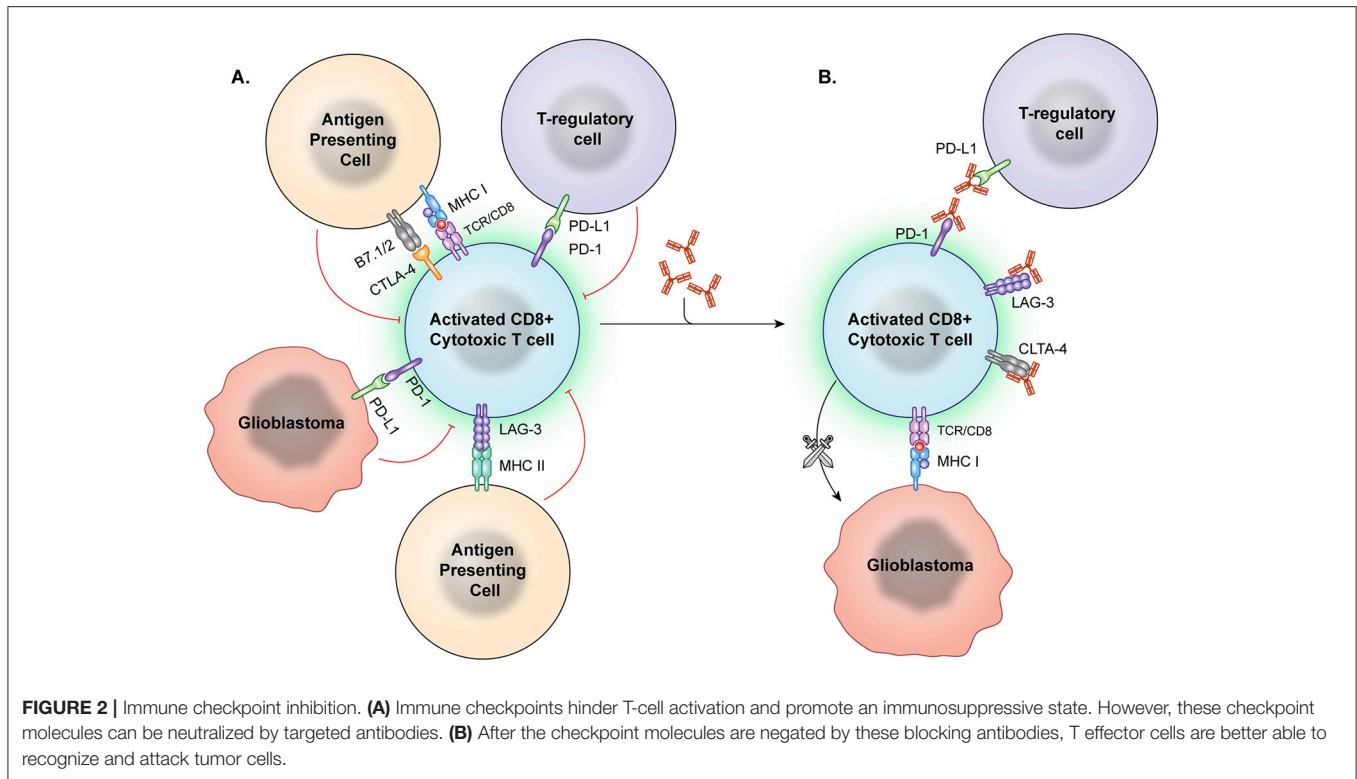 A.
Antigen
Presenting
Cell
T-regulatory
cell
MHC I
TCR/CD8
B7.1/2
CTLA-4
PD-L1
PD-1
Activated CD8+
Cytotoxic T cell
Glioblastoma
PD-L1
PD-1
LAG-3
MHC II
Antigen
Presenting
Cell
B.
T-regulatory
cell
PD-L1
PD-1
LAG-3
Activated CD8+
Cytotoxic T cell
CLTA-4
TCR/CD8
MHC I
Glioblastoma
FIGURE 2 | Immune checkpoint inhibition. (A) Immune checkpoints hinder T-cell activation and promote an immunosuppressive state. However, these checkpoint
molecules can be neutralized by targeted antibodies. (B) After the checkpoint molecules are negated by these blocking antibodies, T effector cells are better able to
recognize and attack tumor cells.